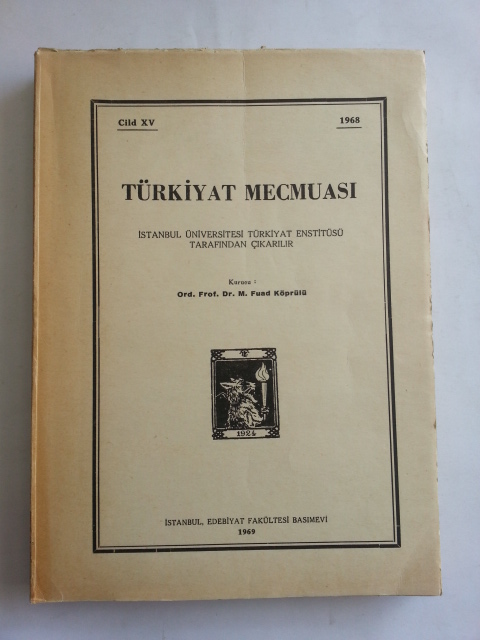 Cild XV
1968
TÜRKİYAT MECMUASI
İSTANBUL ÜNİVERSİTESİ TÜRKİYAT ENSTİTÜSÜ
TARAFINDAN ÇIKARILIR
Kurucu :
Ord. Prof. Dr. M. Fuad Köprülü
1924
İSTANBUL, EDEBİYAT FAKÜLTESİ BASIMEVİ
1969